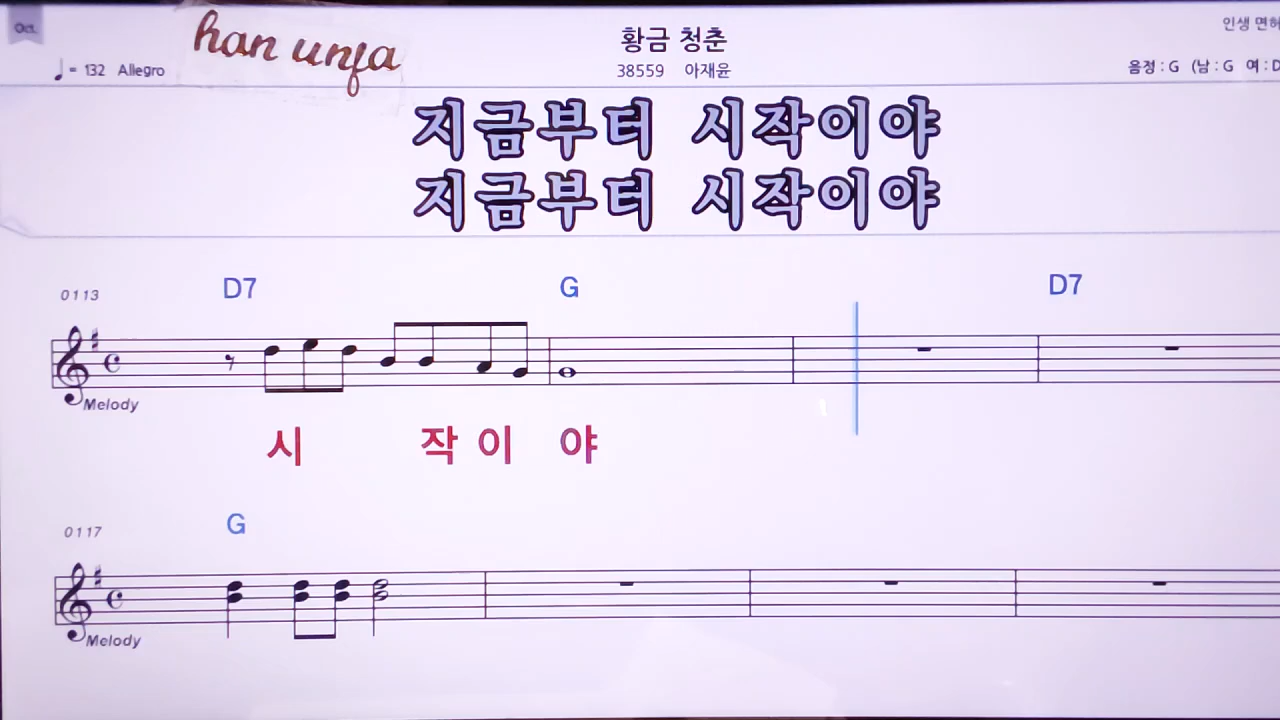 Oct.
han unja
♩= 132 Allegro
황금 청춘
38559 아재윤
인생 면허
음정 : G (남 : G 여 : D
지금부터 시작이야
지금부터 시작이야
0113
D7 G D7
Melody
시 작 이 야
0117
G
Melody